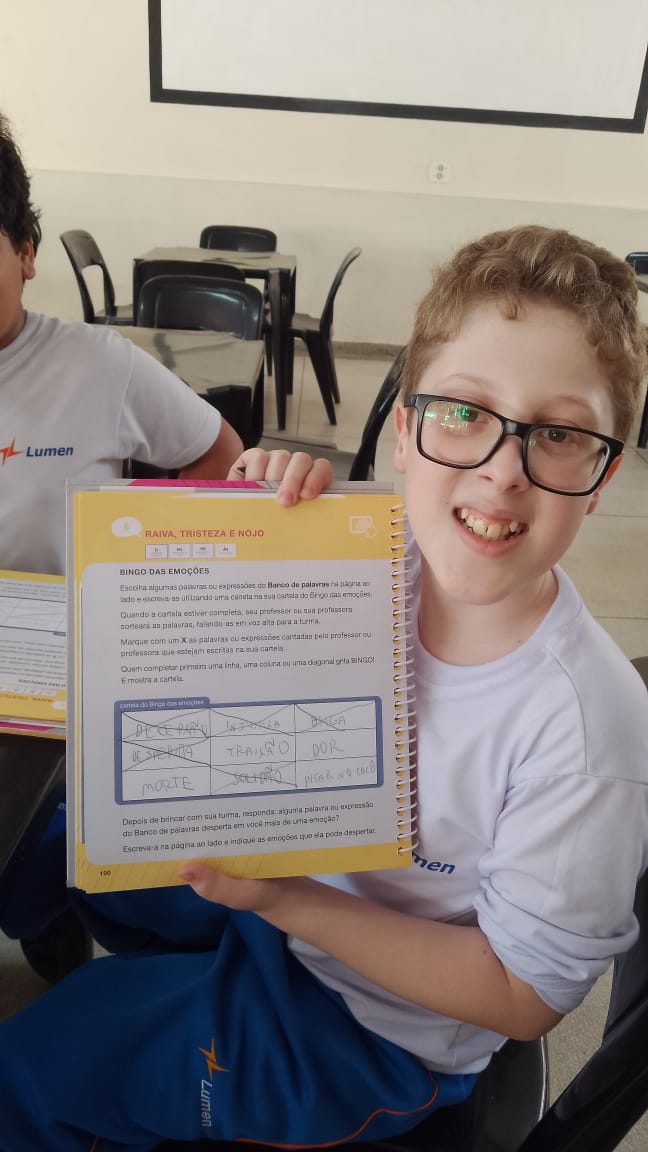 Lumen
6
RAIVA, TRISTEZA E NOJO
BINGO DAS EMOÇÕES
Escolha algumas palavras ou expressões do Banco de palavras na página ao
lado e escreva-as utilizando uma caneta na sua cartela do Bingo das emoções.
Quando a cartela estiver completa, seu professor ou sua professora
sorteará as palavras, falando-as em voz alta para a turma.
Marque com um X as palavras ou expressões cantadas pelo professor ou
professora que estejam escritas na sua cartela.
Quem completar primeiro uma linha, uma coluna ou uma diagonal grita BINGO!
E mostra a cartela.
cartela do Bingo das emoções
DECEPÇÃO BRIGA
TRAIÇÃO DOR
MORTE SOLIDÃO PISAR NO COCÔ
Depois de brincar com sua turma, responda: alguma palavra ou expressão
do Banco de palavras desperta em você mais de uma emoção?
Escreva-a na página ao lado e indique as emoções que ela pode despertar.
100
men
Lumen